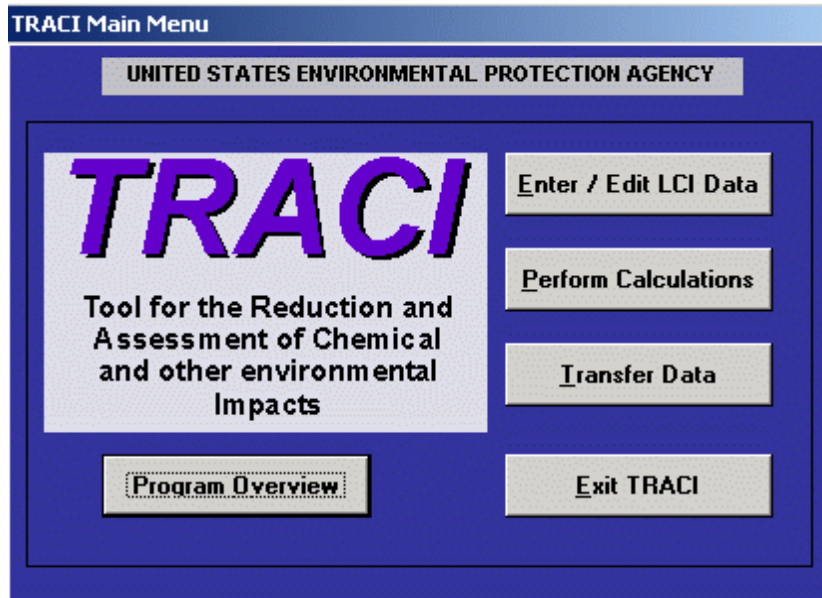 TRACI Main Menu
UNITED STATES ENVIRONMENTAL PROTECTION AGENCY
TRACI
Tool for the Reduction and
Assessment of Chemical
and other environmental
Impacts
Enter / Edit LCI Data
Perform Calculations
Transfer Data
Program Overview
Exit TRACI